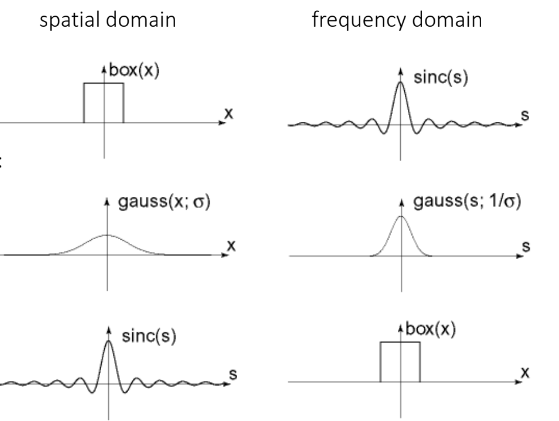 spatial domain
frequency domain
box(x)
x
sinc(s)
s
:
gauss(x; σ)
x
gauss(s; 1/σ)
s
sinc(s)
s
box(x)
x